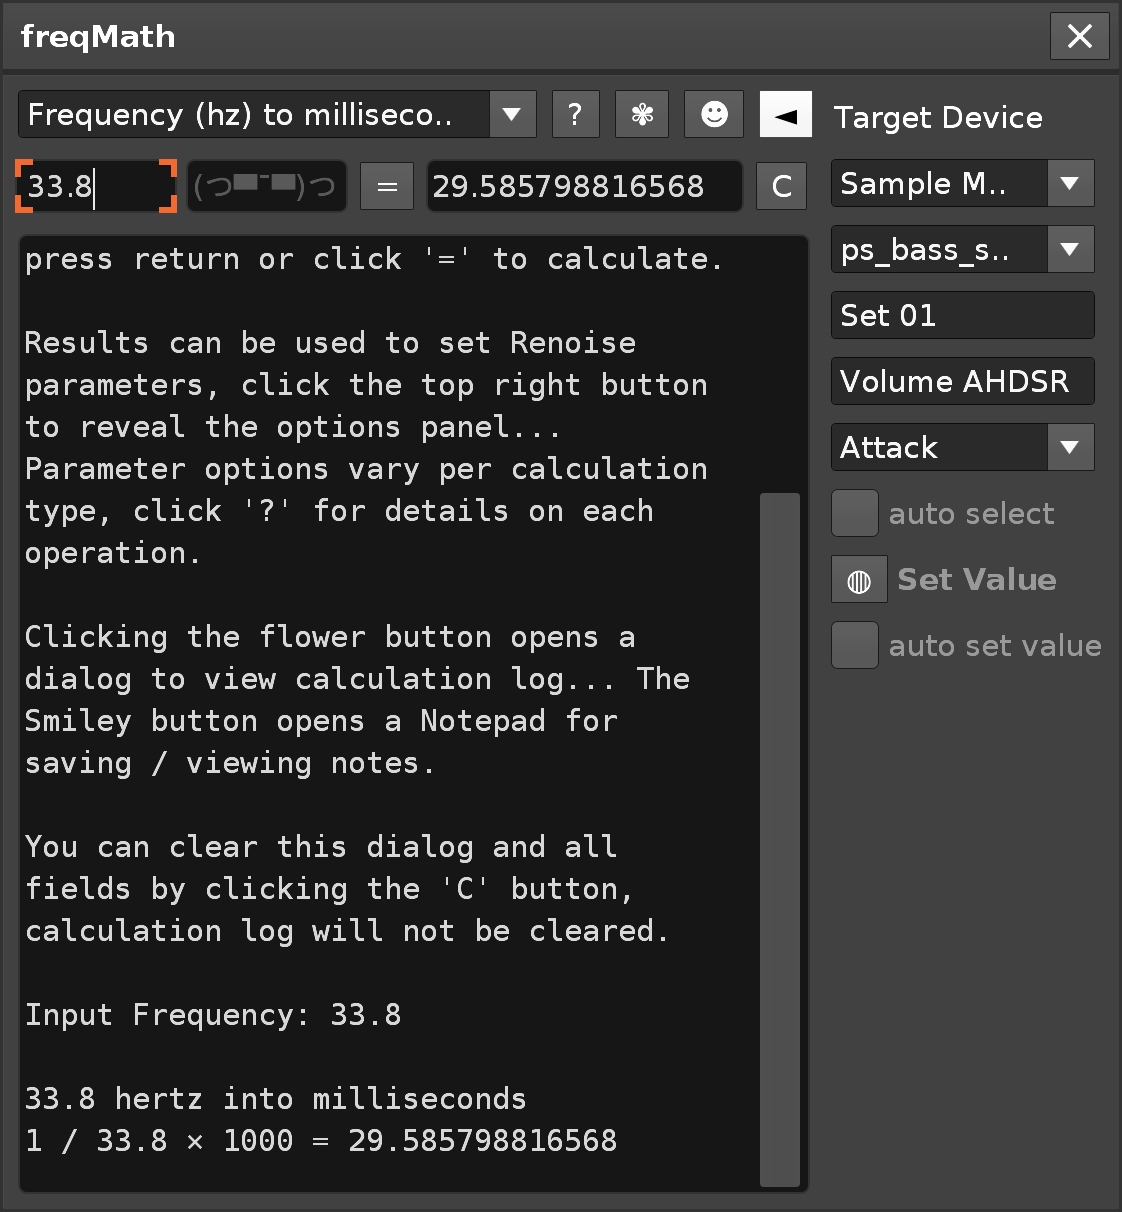 freqMath
Frequency (hz) to milliseco..
?
Target Device
33.8
(つ▀¯▀)つ
=
29.585798816568
C
Sample M..
ps_bass_s..
Set 01
Volume AHDSR
Attack
auto select
Set Value
auto set value
press return or click '=' to calculate.
Results can be used to set Renoise
parameters, click the top right button
to reveal the options panel...
Parameter options vary per calculation
type, click '?' for details on each
operation.
Clicking the flower button opens a
dialog to view calculation log... The
Smiley button opens a Notepad for
saving / viewing notes.
You can clear this dialog and all
fields by clicking the 'C' button,
calculation log will not be cleared.
Input Frequency: 33.8
33.8 hertz into milliseconds
1 / 33.8 × 1000 = 29.585798816568